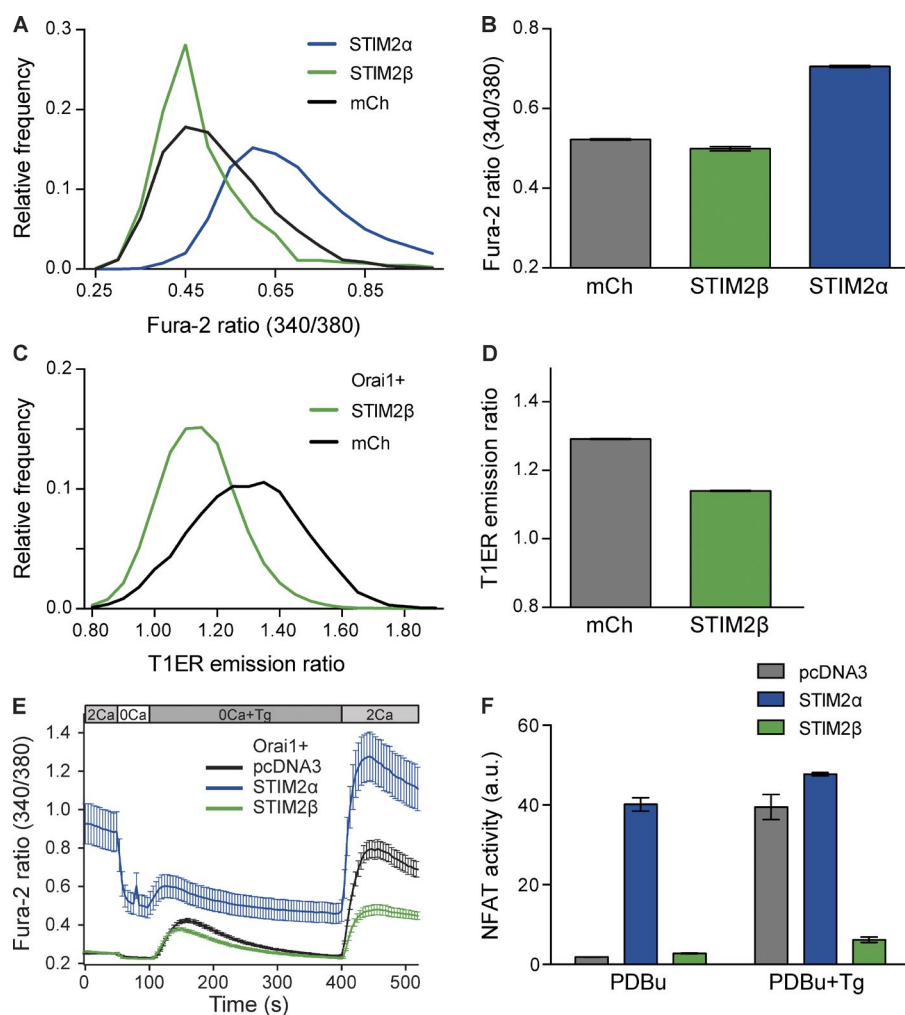 A
0.3
0.2
0.1
0.0
Relative frequency
STIM2α
STIM2β
mCh
0.25
0.45
0.65
0.85
Fura-2 ratio (340/380)
B
0.8
0.6
0.4
0.2
Fura-2 ratio (340/380)
mCh
STIM2β
STIM2α
C
0.2
0.1
0.0
Relative frequency
Orai1+
STIM2β
mCh
0.80
1.00
1.20
1.40
1.60
1.80
T1ER emission ratio
D
1.4
1.2
1.0
0.8
T1ER emission ratio
mCh
STIM2β
E
2Ca
0Ca
0Ca+Tg
2Ca
1.4
1.2
1.0
0.8
0.6
0.4
0.2
Fura-2 ratio (340/380)
Orai1+
pcDNA3
STIM2α
STIM2β
0
100
200
300
400
500
Time (s)
pcDNA3
STIM2α
STIM2β
F
60
40
20
0
NFAT activity (a.u.)
PDBu
PDBu+Tg